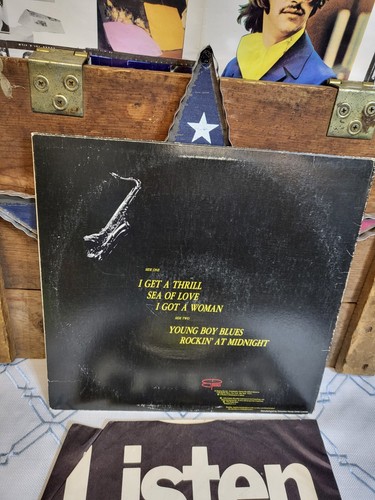 SIDE ONE
I GET A THRILL
SEA OF LOVE
I GOT A WOMAN
SIDE TWO
YOUNG BOY BLUES
ROCKIN' AT MIDNIGHT
Listen